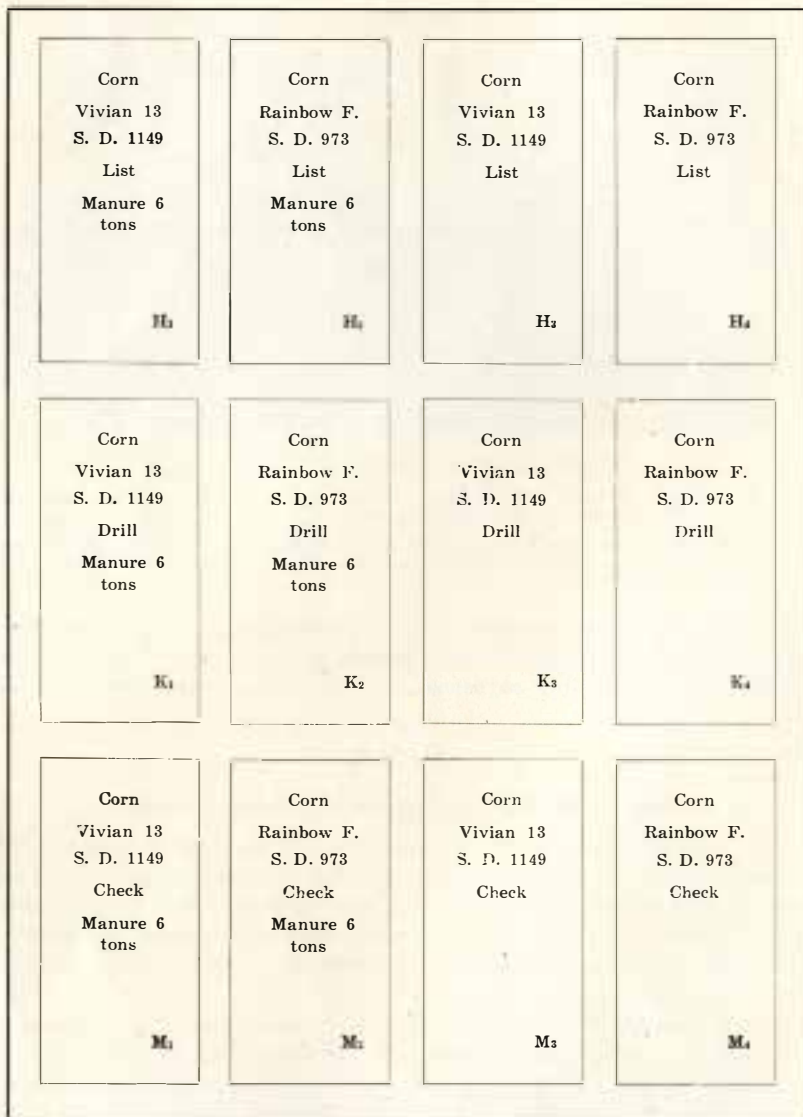 Corn
Vivian 13
S. D. 1149
List
Manure 6
tons
Corn
Rainbow F.
S. D. 973
List
Manure 6
tons
Corn
Vivian 13
S. D. 1149
List
H₃
Corn
Rainbow F.
S. D. 973
List
H₄
Corn
Vivian 13
S. D. 1149
Drill
Manure 6
tons
K₁
Corn
Rainbow F.
S. D. 973
Drill
Manure 6
tons
K₂
Corn
Vivian 13
S. D. 1149
Drill
K₃
Corn
Rainbow F.
S. D. 973
Drill
K₄
Corn
Vivian 13
S. D. 1149
Check
Manure 6
tons
M₁
Corn
Rainbow F.
S. D. 973
Check
Manure 6
tons
Corn
Vivian 13
S. D. 1149
Check
M₃
Corn
Rainbow F.
S. D. 973
Check
M₄